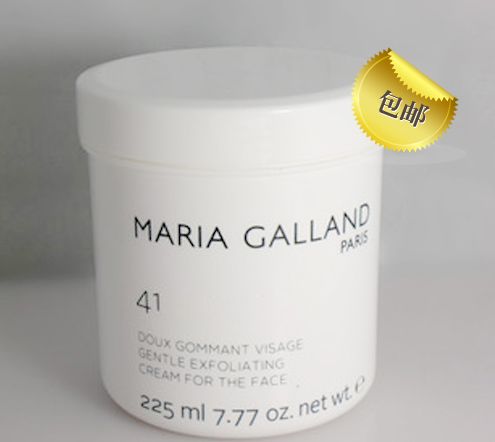 包邮
MARIA GALLAND
PARIS
41
DOUX GOMMANT VISAGE
GENTLE EXFOLIATING
CREAM FOR THE FACE
225 ml 7.77 oz. net wt. ℮